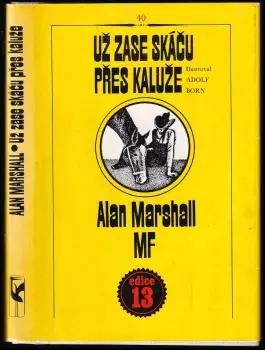 ALAN MARSHALL • UŽ ZASE SKÁČU PŘES KALUŽE
40
UŽ ZASE SKÁČU
PŘES KALUŽE
Ilustroval
ADOLF
BORN
Alan Marshall
MF
edice
13